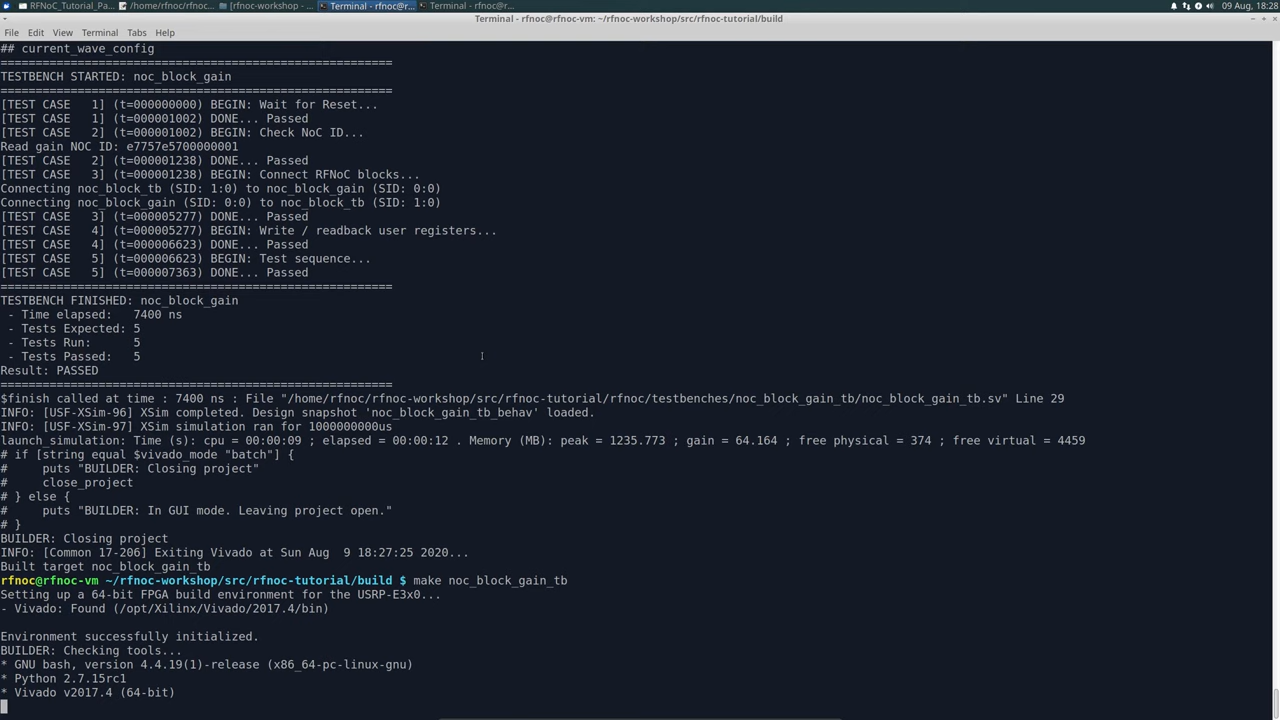 RFNoC_Tutorial_Pa... /home/rfnoc/rfnoc... [rfnoc-workshop - ... Terminal - rfnoc@r... Terminal - rfnoc@r... 09 Aug, 18:28
Terminal - rfnoc@rfnoc-vm: ~/rfnoc-workshop/src/rfnoc-tutorial/build
File Edit View Terminal Tabs Help
## current_wave_config
========================================================
TESTBENCH STARTED: noc_block_gain
========================================================
[TEST CASE   1] (t=000000000) BEGIN: Wait for Reset...
[TEST CASE   1] (t=000001002) DONE... Passed
[TEST CASE   2] (t=000001002) BEGIN: Check NoC ID...
Read gain NOC ID: e7757e5700000001
[TEST CASE   2] (t=000001238) DONE... Passed
[TEST CASE   3] (t=000001238) BEGIN: Connect RFNoC blocks...
Connecting noc_block_tb (SID: 1:0) to noc_block_gain (SID: 0:0)
Connecting noc_block_gain (SID: 0:0) to noc_block_tb (SID: 1:0)
[TEST CASE   3] (t=000005277) DONE... Passed
[TEST CASE   4] (t=000005277) BEGIN: Write / readback user registers...
[TEST CASE   4] (t=000006623) DONE... Passed
[TEST CASE   5] (t=000006623) BEGIN: Test sequence...
[TEST CASE   5] (t=000007363) DONE... Passed
========================================================
TESTBENCH FINISHED: noc_block_gain
 - Time elapsed:   7400 ns
 - Tests Expected: 5
 - Tests Run:      5
 - Tests Passed:   5
Result: PASSED
========================================================
$finish called at time : 7400 ns : File "/home/rfnoc/rfnoc-workshop/src/rfnoc-tutorial/rfnoc/testbenches/noc_block_gain_tb/noc_block_gain_tb.sv" Line 29
INFO: [USF-XSim-96] XSim completed. Design snapshot 'noc_block_gain_tb_behav' loaded.
INFO: [USF-XSim-97] XSim simulation ran for 1000000000us
launch_simulation: Time (s): cpu = 00:00:09 ; elapsed = 00:00:12 . Memory (MB): peak = 1235.773 ; gain = 64.164 ; free physical = 374 ; free virtual = 4459
# if [string equal $vivado_mode "batch"] {
#     puts "BUILDER: Closing project"
#     close_project
# } else {
#     puts "BUILDER: In GUI mode. Leaving project open."
# }
BUILDER: Closing project
INFO: [Common 17-206] Exiting Vivado at Sun Aug  9 18:27:25 2020...
Built target noc_block_gain_tb
rfnoc@rfnoc-vm ~/rfnoc-workshop/src/rfnoc-tutorial/build $ make noc_block_gain_tb
Setting up a 64-bit FPGA build environment for the USRP-E3x0...
- Vivado: Found (/opt/Xilinx/Vivado/2017.4/bin)
Environment successfully initialized.
BUILDER: Checking tools...
* GNU bash, version 4.4.19(1)-release (x86_64-pc-linux-gnu)
* Python 2.7.15rc1
* Vivado v2017.4 (64-bit)